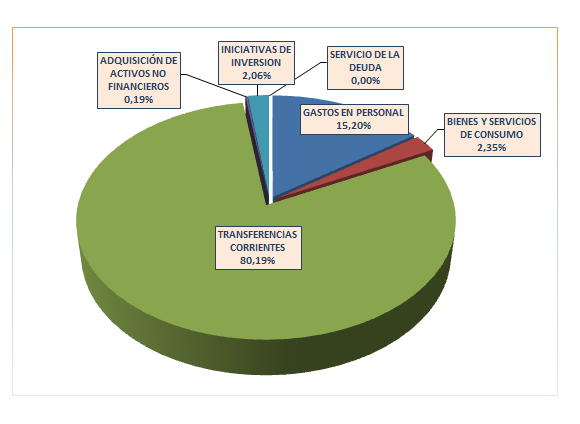 INICIATIVAS DE
INVERSION
2,06%
SERVICIO DE LA
DEUDA
0,00%
ADQUISICIÓN DE
ACTIVOS NO
FINANCIEROS
0,19%
GASTOS EN PERSONAL
15,20%
BIENES Y SERVICIOS
DE CONSUMO
2,35%
TRANSFERENCIAS
CORRIENTES
80,19%